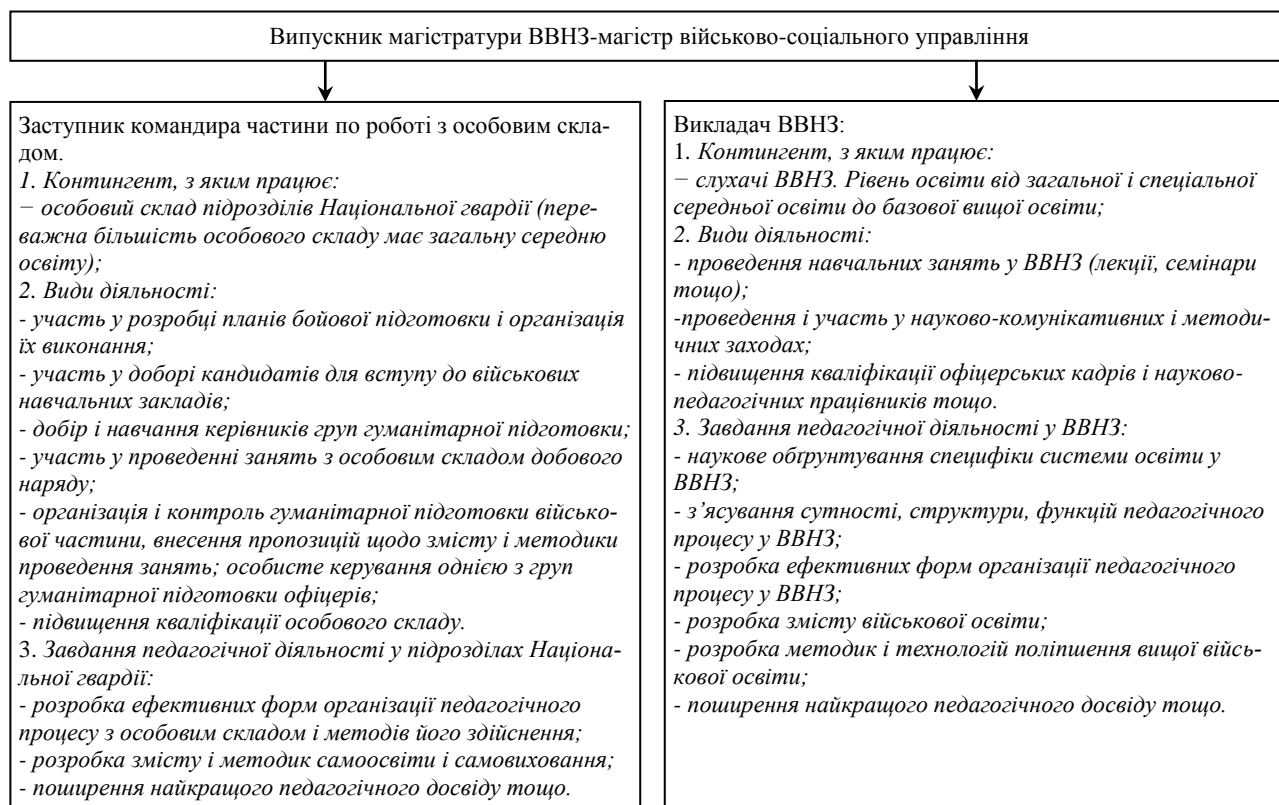 Випускник магістратури ВВНЗ-магістр військово-соціального управління
Заступник командира частини по роботі з особовим скла-
дом.
1. Контингент, з яким працює:
− особовий склад підрозділів Національної гвардії (пере-
важна більшість особового складу має загальну середню
освіту);
2. Види діяльності:
- участь у розробці планів бойової підготовки і організація
їх виконання;
- участь у доборі кандидатів для вступу до військових
навчальних закладів;
- добір і навчання керівників груп гуманітарної підготовки;
- участь у проведенні занять з особовим складом добового
наряду;
- організація і контроль гуманітарної підготовки військо-
вої частини, внесення пропозицій щодо змісту і методики
проведення занять; особисте керування однією з груп
гуманітарної підготовки офіцерів;
- підвищення кваліфікації особового складу.
3. Завдання педагогічної діяльності у підрозділах Націона-
льної гвардії:
- розробка ефективних форм організації педагогічного
процесу з особовим складом і методів його здійснення;
- розробка змісту і методик самоосвіти і самовиховання;
- поширення найкращого педагогічного досвіду тощо.
Викладач ВВНЗ:
1. Контингент, з яким працює:
− слухачі ВВНЗ. Рівень освіти від загальної і спеціальної
середньої освіти до базової вищої освіти;
2. Види діяльності:
- проведення навчальних занять у ВВНЗ (лекції, семінари
тощо);
-проведення і участь у науково-комунікативних і методи-
чних заходах;
- підвищення кваліфікації офіцерських кадрів і науково-
педагогічних працівників тощо.
3. Завдання педагогічної діяльності у ВВНЗ:
- наукове обґрунтування специфіки системи освіти у
ВВНЗ;
- з’ясування сутності, структури, функцій педагогічного
процесу у ВВНЗ;
- розробка ефективних форм організації педагогічного
процесу у ВВНЗ;
- розробка змісту військової освіти;
- розробка методик і технологій поліпшення вищої війсь-
кової освіти;
- поширення найкращого педагогічного досвіду тощо.